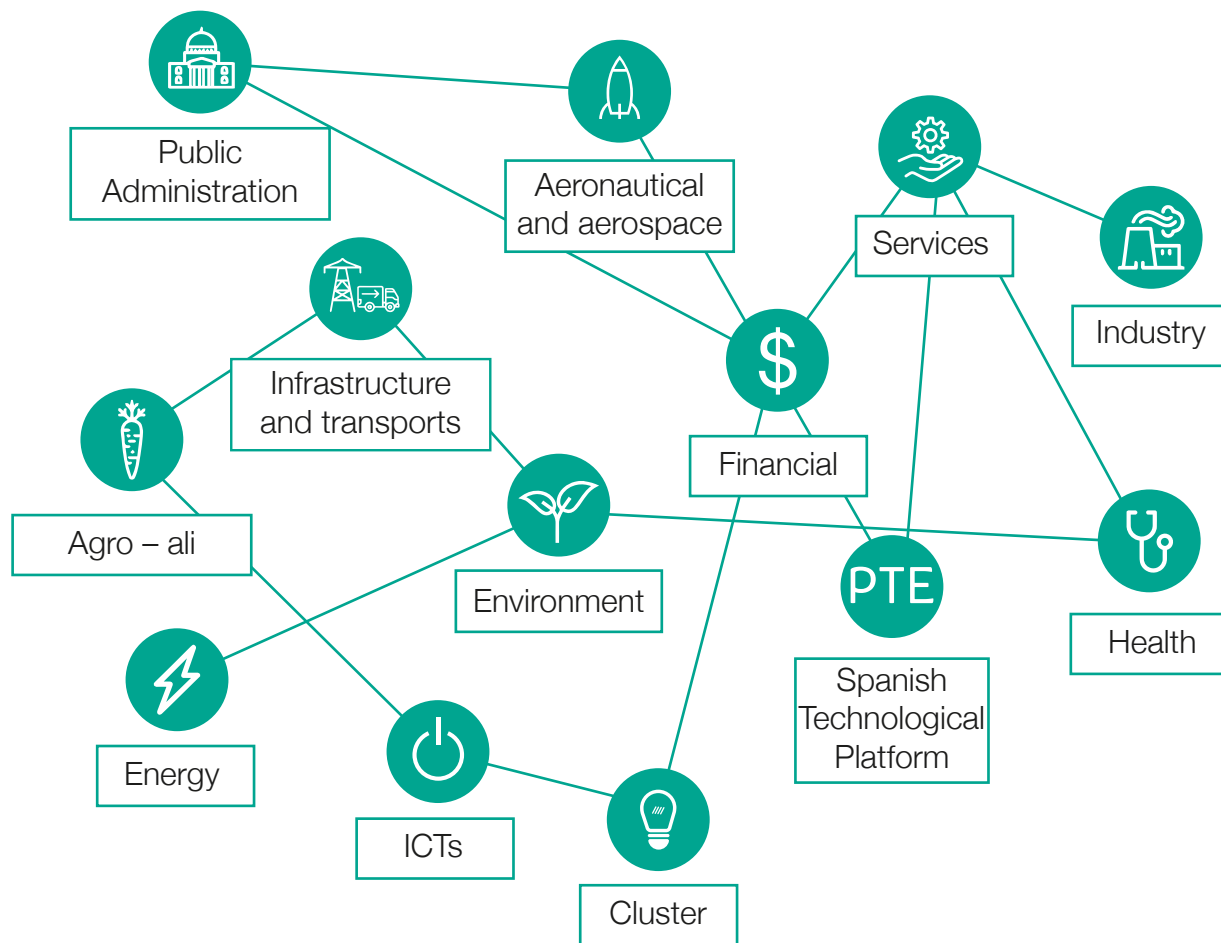 Public
Administration
Aeronautical
and aerospace
Services
Industry
Infrastructure
and transports
$
Financial
Agro – ali
Environment
PTE
Health
Spanish
Technological
Platform
Energy
ICTs
Cluster